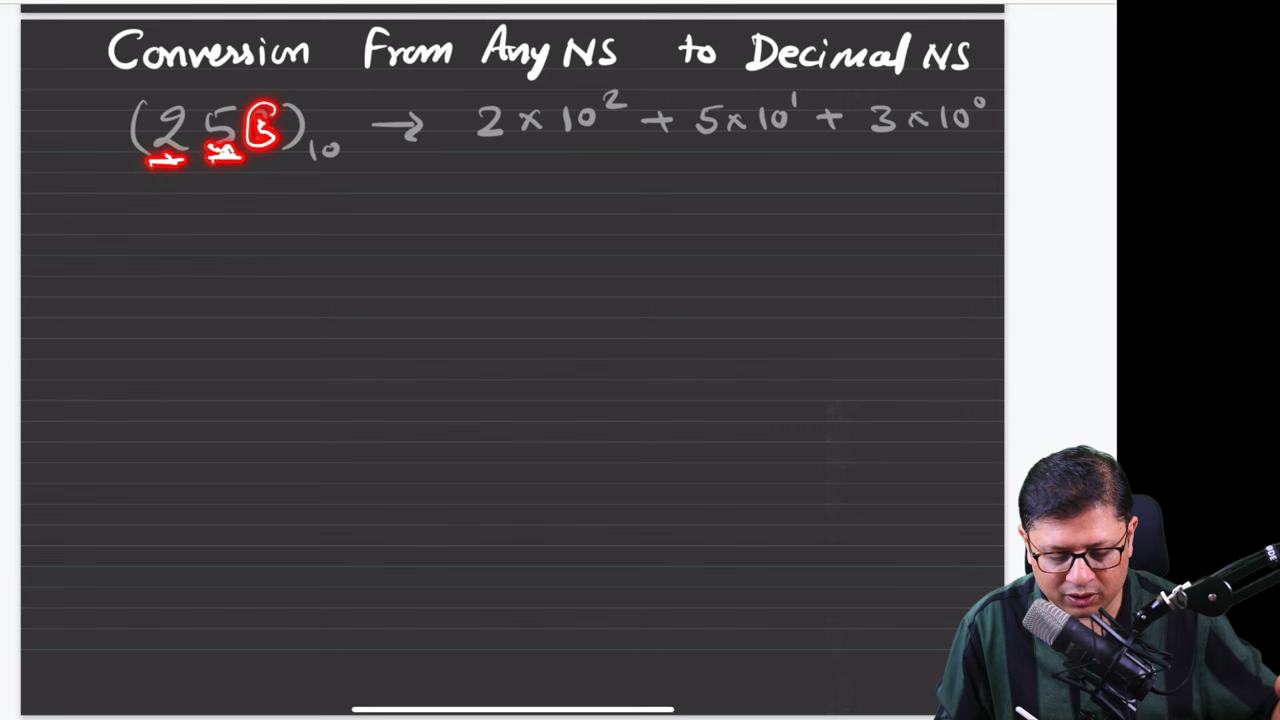 Conversion From Any NS to Decimal NS
(253)₁₀ → 2 × 10² + 5 × 10¹ + 3 × 10⁰